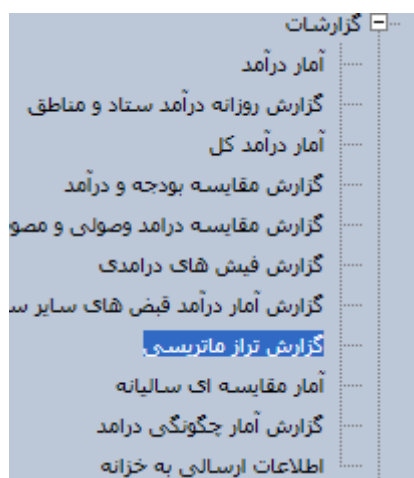 گزارشات
آمار درآمد
گزارش روزانه درآمد ستاد و مناطق
آمار درآمد کل
گزارش مقایسه بودجه و درآمد
گزارش مقایسه درامد وصولی و مصو
گزارش فیش های درامدی
گزارش آمار درآمد قبض های سایر س
گزارش تراز ماتریسی
آمار مقایسه ای سالیانه
گزارش آمار چگونگی درامد
اطلاعات ارسالی به خزانه